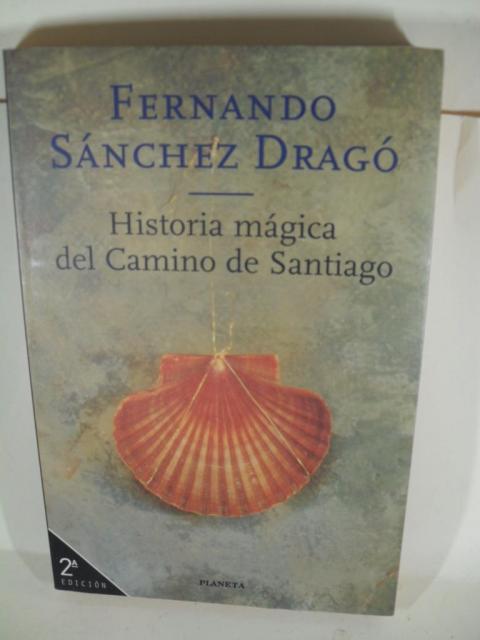 FERNANDO
SÁNCHEZ DRAGÓ
Historia mágica
del Camino de Santiago
2ª
EDICIÓN
PLANETA